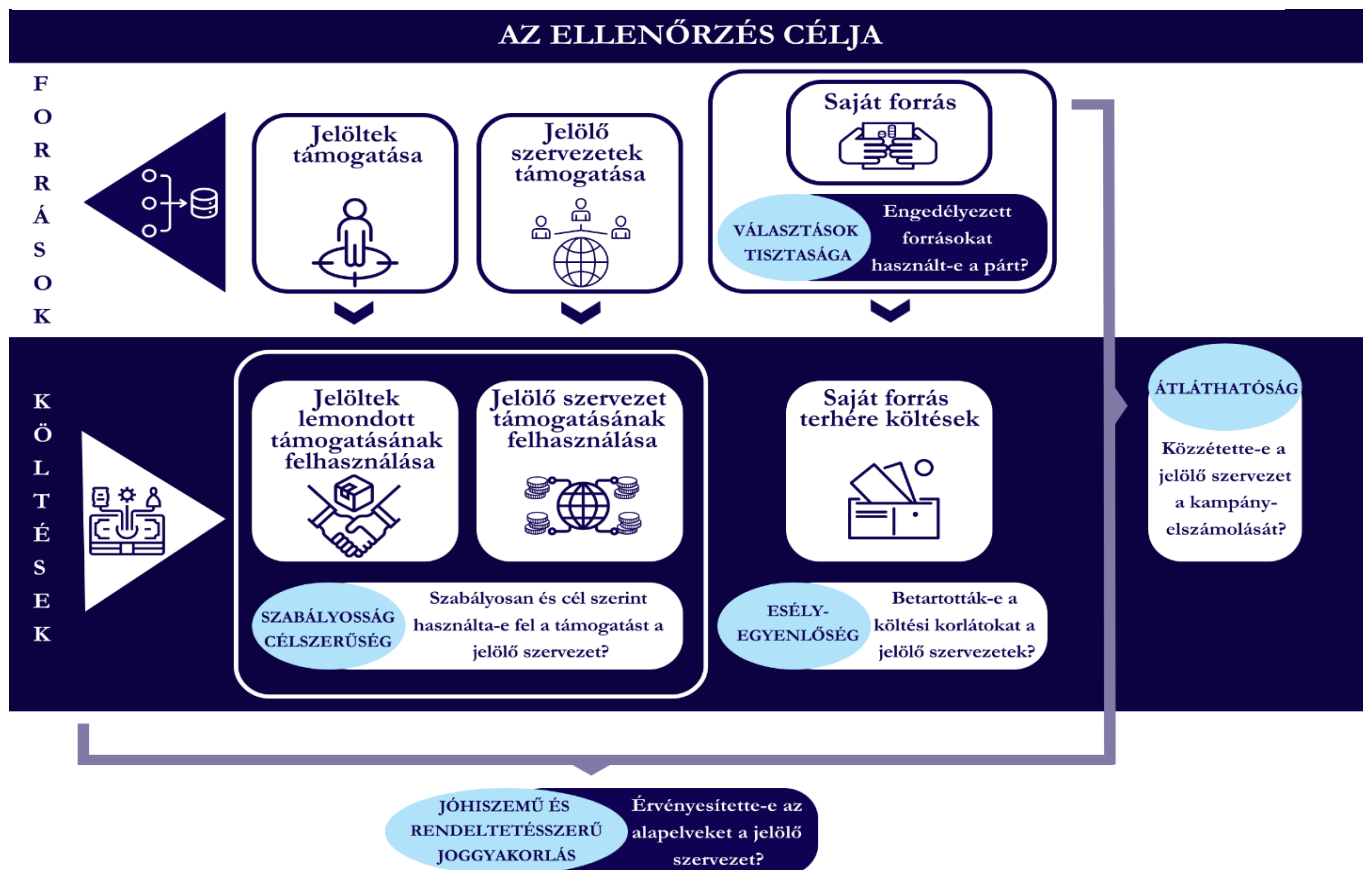 AZ ELLENŐRZÉS CÉLJA
FORRÁSOK
Jelöltek
támogatása
Jelölő
szervezetek
támogatása
Saját forrás
VÁLASZTÁSOK
TISZTASÁGA
Engedélyezett
forrásokat
használt-e a párt?
KÖLTÉSEK
Jelöltek
lemondott
támogatásának
felhasználása
Jelölő szervezet
támogatásának
felhasználása
Saját forrás
terhére költések
SZABÁLYOSSÁG
CÉLSZERŰSÉG
Szabályosan és cél szerint
használta-e fel a támogatást a
jelölő szervezet?
ESÉLY-
EGYENLŐSÉG
Betartották-e a
költési korlátokat a
jelölő szervezetek?
ÁTLÁTHATÓSÁG
Közzétette-e a
jelölő szervezet
a kampány-
elszámolását?
JÓHISZEMŰ ÉS
RENDELTETÉSSZERŰ
JOGGYAKORLÁS
Érvényesítette-e az
alapelveket a jelölő
szervezet?